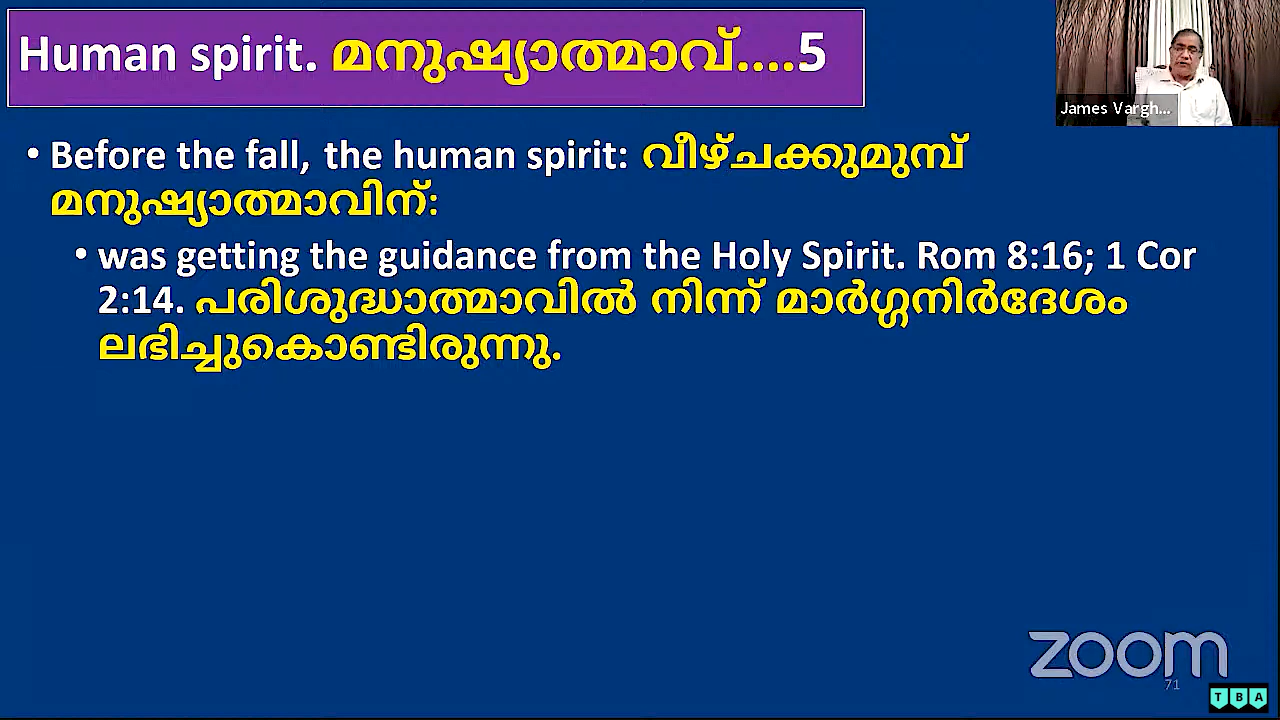 Human spirit. മനുഷ്യാത്മാവ്....5
James Vargh...
• Before the fall, the human spirit: വീഴ്ചക്കുമുമ്പ്
മനുഷ്യാത്മാവിന്:
• was getting the guidance from the Holy Spirit. Rom 8:16; 1 Cor
2:14. പരിശുദ്ധാത്മാവിൽ നിന്ന് മാർഗ്ഗനിർദേശം
ലഭിച്ചുകൊണ്ടിരുന്നു.
zoom
71
TBA